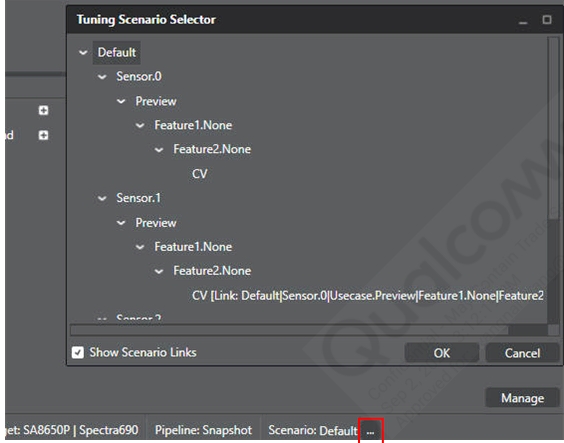 Tuning Scenario Selector
Default
Sensor.0
Preview
Feature1.None
Feature2.None
CV
Sensor.1
Preview
Feature1.None
Feature2.None
CV [Link: Default|Sensor.0|Usecase.Preview|Feature1.None|Feature2
Sensor.2
Show Scenario Links
OK
Cancel
Manage
et: SA8650P | Spectra690
Pipeline: Snapshot
Scenario: Default
...
Qualcomm